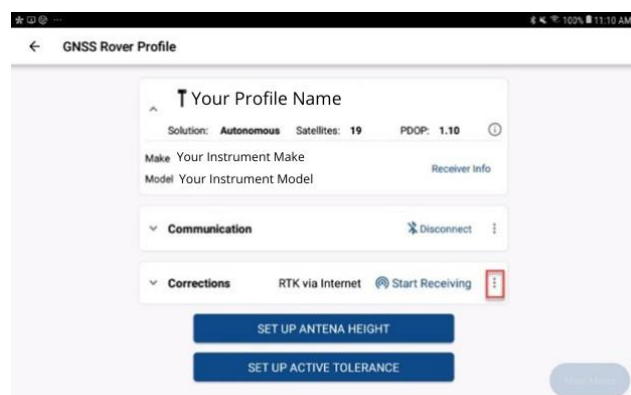 100% 11:10 AM
GNSS Rover Profile
Your Profile Name
Solution: Autonomous Satellites: 19 PDOP: 1.10
Make Your Instrument Make
Model Your Instrument Model
Receiver Info
Communication Disconnect
Corrections RTK via Internet Start Receiving
SET UP ANTENA HEIGHT
SET UP ACTIVE TOLERANCE